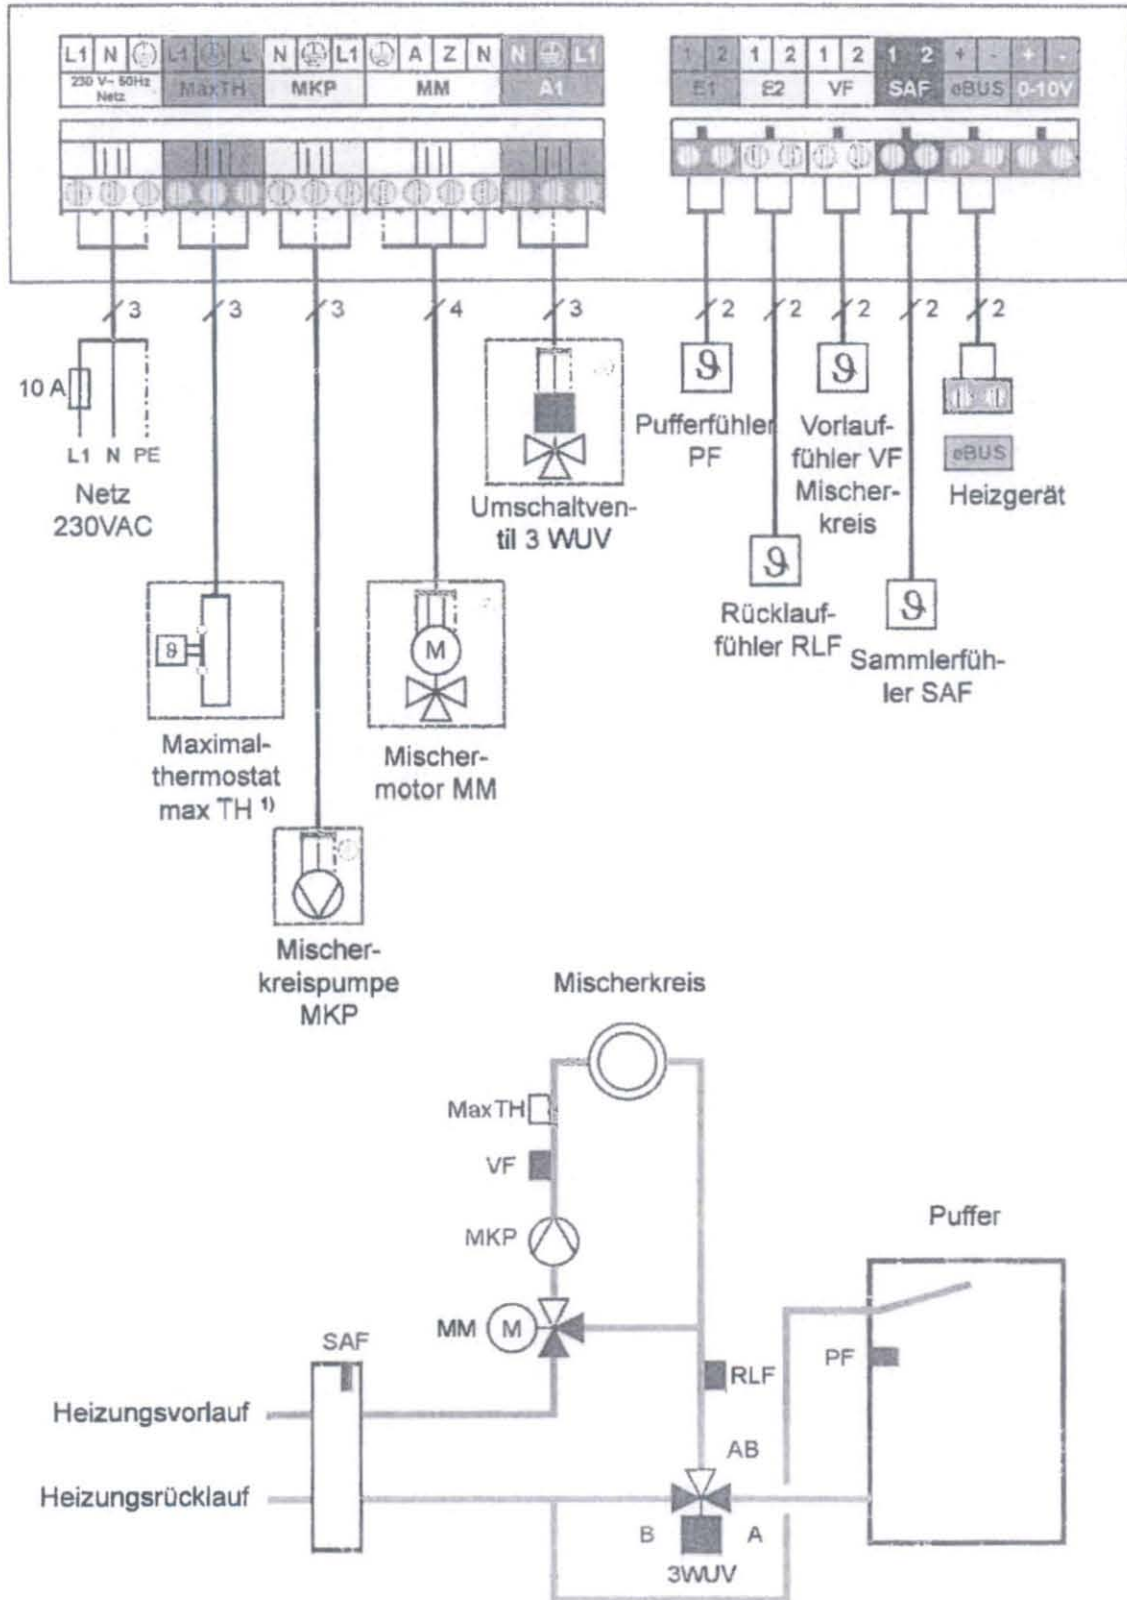 L1 N L1 L N L1 A Z N N L1
230 V~ 50Hz
Netz
MaxTH MKP MM A1
1 2 1 2 1 2 1 2 + - + -
E1 E2 VF SAF eBUS 0-10V
3 3 3 4 3 2 2 2 2 2
10 A
L1 N PE
Netz
230VAC
Maximal-
thermostat
max TH 1)
Mischer-
kreispumpe
MKP
M
Mischer-
motor MM
Umschaltven-
til 3 WUV
ϑ
Pufferfühler
PF
ϑ
Rücklauf-
fühler RLF
ϑ
Vorlauf-
fühler VF
Mischer-
kreis
ϑ
Sammlerfüh-
ler SAF
eBUS
Heizgerät
Mischerkreis
MaxTH
VF
MKP
MM M
SAF
Heizungsvorlauf
Heizungsrücklauf
RLF
AB
B A
3WUV
Puffer
PF